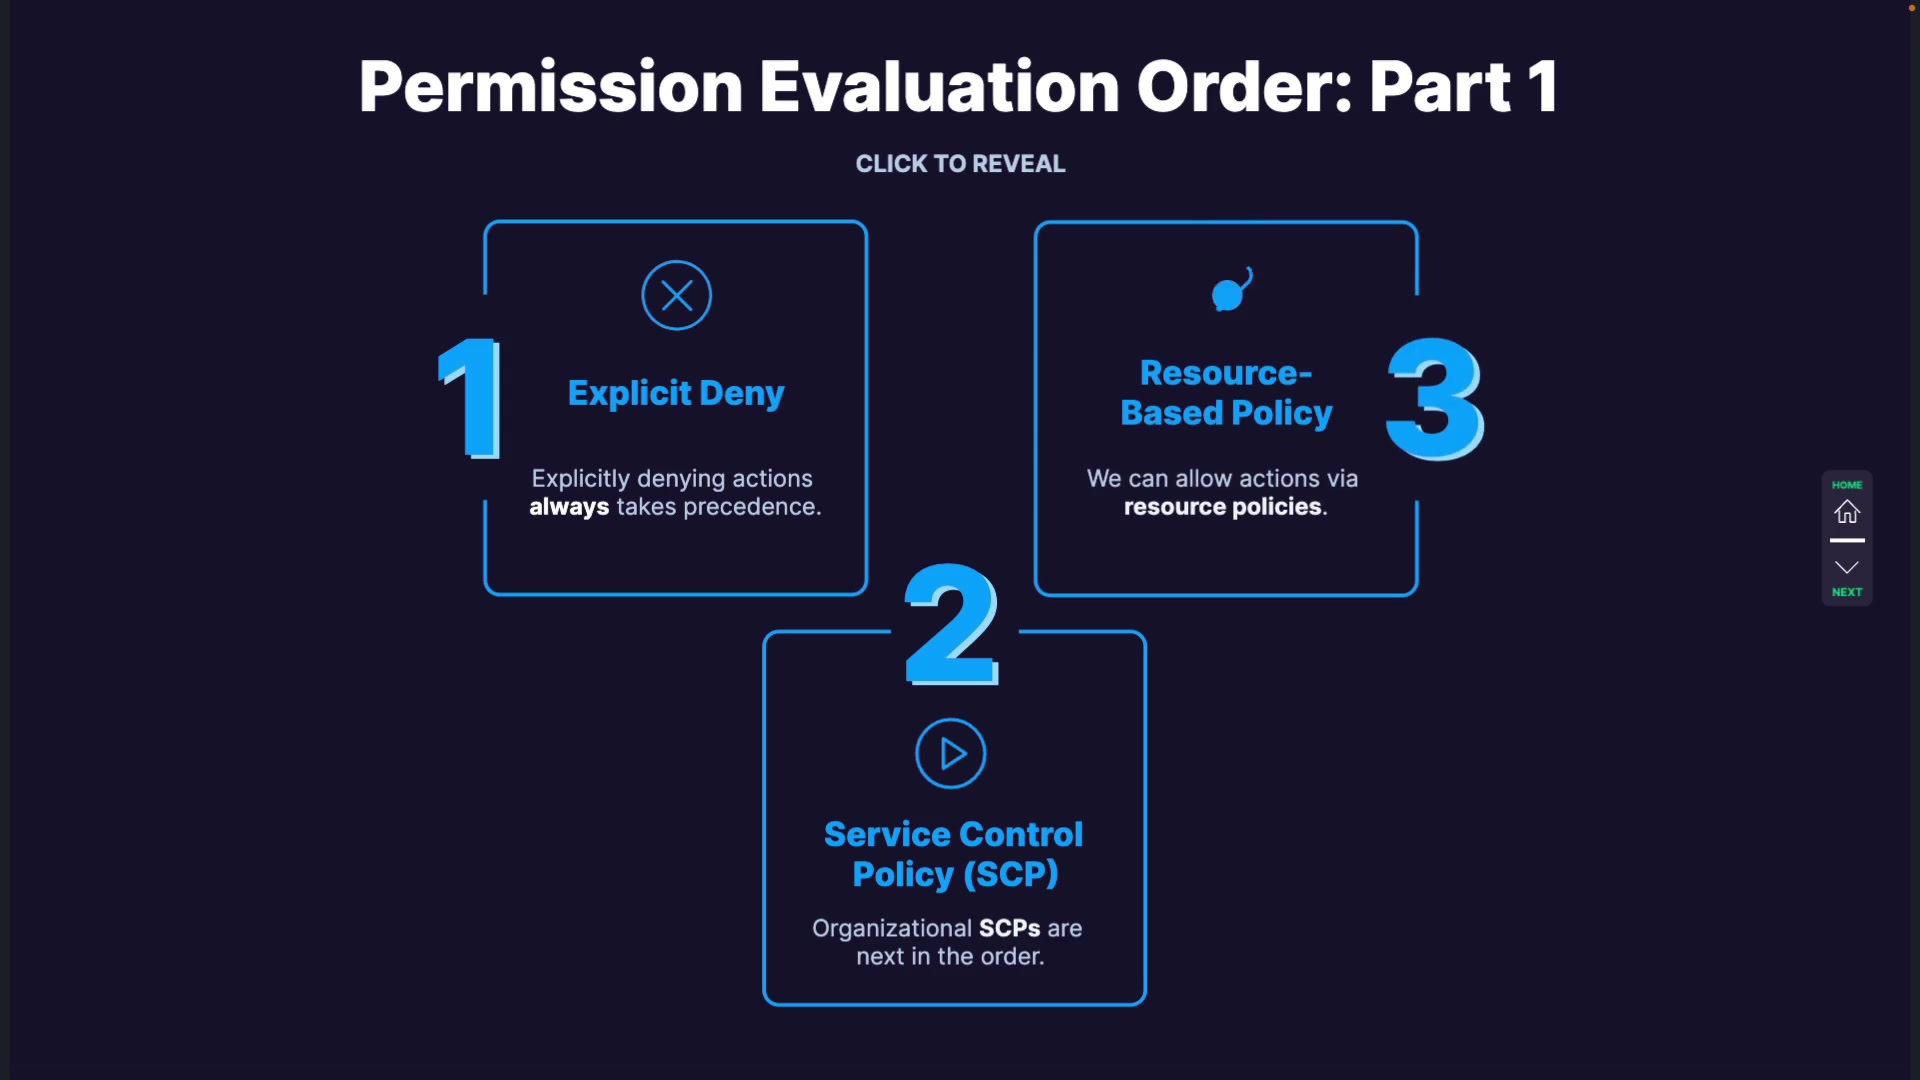 Permission Evaluation Order: Part 1
CLICK TO REVEAL
1
Explicit Deny
Explicitly denying actions
always takes precedence.
2
Service Control
Policy (SCP)
Organizational SCPs are
next in the order.
3
Resource-
Based Policy
We can allow actions via
resource policies.
HOME
NEXT